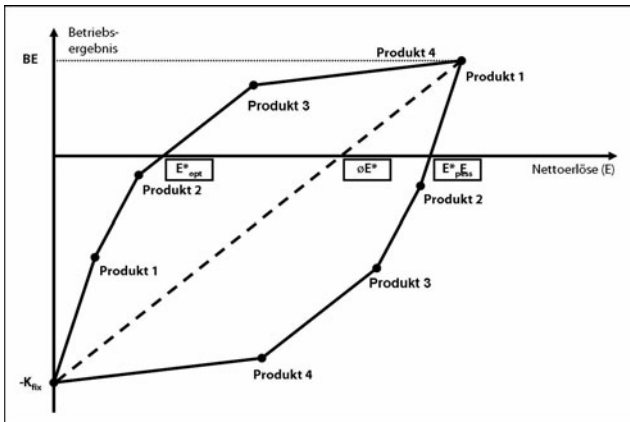 Betriebs-
ergebnis
BE
Produkt 4
Produkt 1
Produkt 3
E*opt
øE*
Nettoerlöse (E)
Produkt 2
Produkt 2
Produkt 1
Produkt 3
Produkt 4
-Kfix